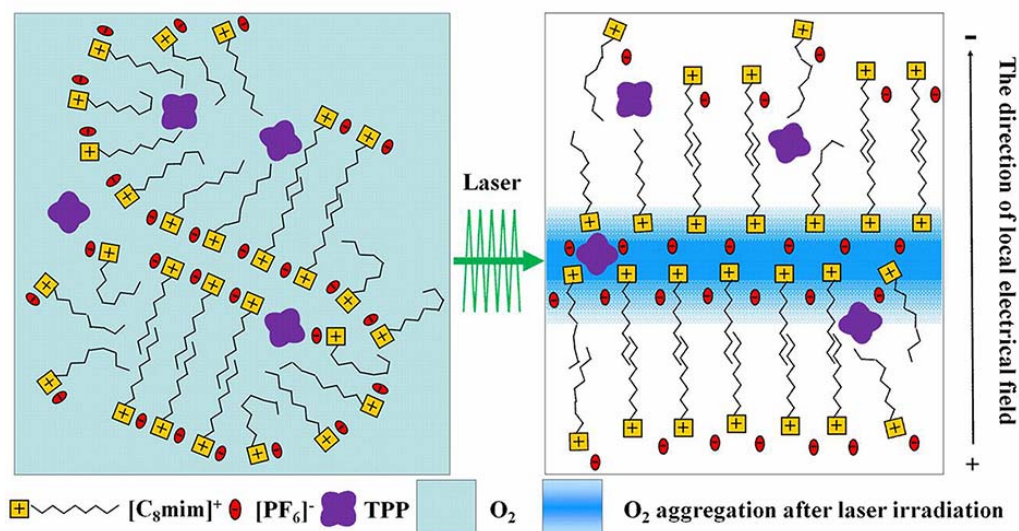 Laser
-
The direction of local electrical field
+
[C₈mim]⁺ [PF₆]⁻ TPP O₂ O₂ aggregation after laser irradiation